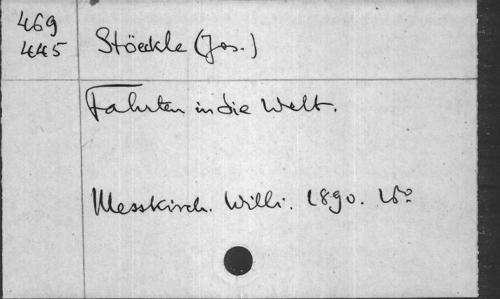 469
445
Stöckle (Jos.)
Fahrten in die Welt.
Messkirch. Willi. 1890. 16°